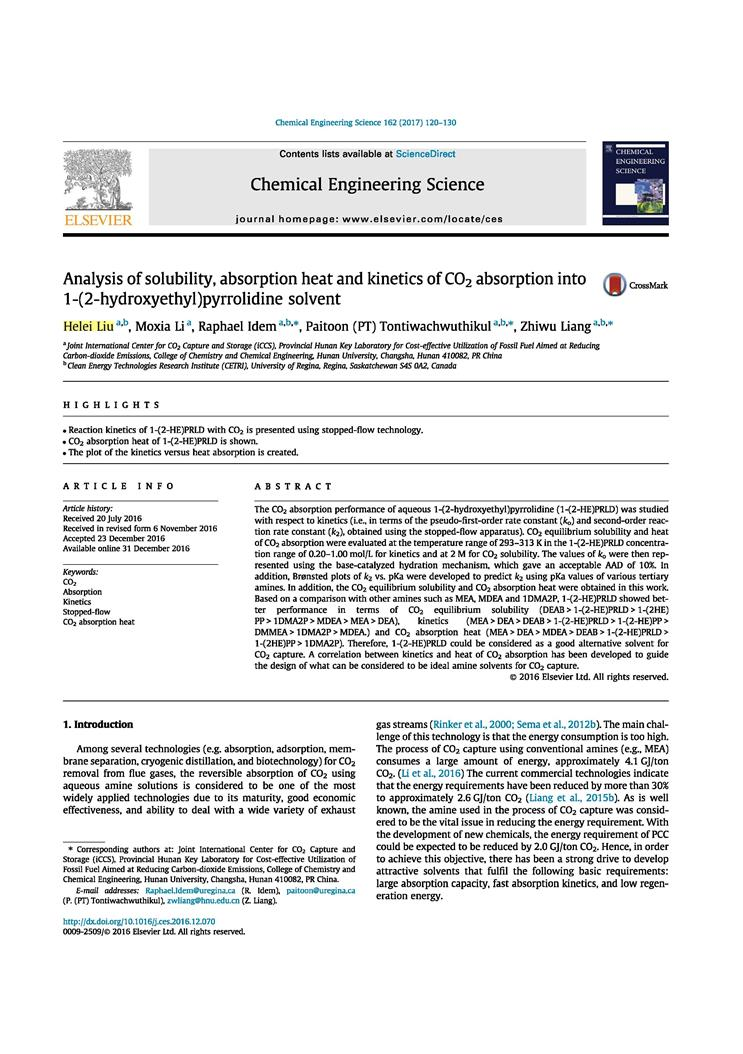 Chemical Engineering Science 162 (2017) 120–130
Contents lists available at ScienceDirect
Chemical Engineering Science
journal homepage: www.elsevier.com/locate/ces
ELSEVIER
CHEMICAL
ENGINEERING
SCIENCE
Analysis of solubility, absorption heat and kinetics of CO₂ absorption into
1-(2-hydroxyethyl)pyrrolidine solvent
CrossMark
Helei Liu a,b, Moxia Li a, Raphael Idem a,b,*, Paitoon (PT) Tontiwachwuthikul a,b,*, Zhiwu Liang a,b,*
a Joint International Center for CO₂ Capture and Storage (iCCS), Provincial Hunan Key Laboratory for Cost-effective Utilization of Fossil Fuel Aimed at Reducing
Carbon-dioxide Emissions, College of Chemistry and Chemical Engineering, Hunan University, Changsha, Hunan 410082, PR China
b Clean Energy Technologies Research Institute (CETRI), University of Regina, Regina, Saskatchewan S4S 0A2, Canada
HIGHLIGHTS
• Reaction kinetics of 1-(2-HE)PRLD with CO₂ is presented using stopped-flow technology.
• CO₂ absorption heat of 1-(2-HE)PRLD is shown.
• The plot of the kinetics versus heat absorption is created.
ARTICLE INFO
Article history:
Received 20 July 2016
Received in revised form 6 November 2016
Accepted 23 December 2016
Available online 31 December 2016
Keywords:
CO₂
Absorption
Kinetics
Stopped-flow
CO₂ absorption heat
ABSTRACT
The CO₂ absorption performance of aqueous 1-(2-hydroxyethyl)pyrrolidine (1-(2-HE)PRLD) was studied
with respect to kinetics (i.e., in terms of the pseudo-first-order rate constant (kₒ) and second-order reac-
tion rate constant (k₂), obtained using the stopped-flow apparatus). CO₂ equilibrium solubility and heat
of CO₂ absorption were evaluated at the temperature range of 293–313 K in the 1-(2-HE)PRLD concentra-
tion range of 0.20–1.00 mol/L for kinetics and at 2 M for CO₂ solubility. The values of kₒ were then rep-
resented using the base-catalyzed hydration mechanism, which gave an acceptable AAD of 10%. In
addition, Brønsted plots of k₂ vs. pKa were developed to predict k₂ using pKa values of various tertiary
amines. In addition, the CO₂ equilibrium solubility and CO₂ absorption heat were obtained in this work.
Based on a comparison with other amines such as MEA, MDEA and 1DMA2P, 1-(2-HE)PRLD showed bet-
ter performance in terms of CO₂ equilibrium solubility (DEAB > 1-(2-HE)PRLD > 1-(2HE)
PP > 1DMA2P > MDEA > MEA > DEA), kinetics (MEA > DEA > DEAB > 1-(2-HE)PRLD > 1-(2-HE)PP >
DMMEA > 1DMA2P > MDEA.) and CO₂ absorption heat (MEA > DEA > MDEA > DEAB > 1-(2-HE)PRLD >
1-(2HE)PP > 1DMA2P). Therefore, 1-(2-HE)PRLD could be considered as a good alternative solvent for
CO₂ capture. A correlation between kinetics and heat of CO₂ absorption has been developed to guide
the design of what can be considered to be ideal amine solvents for CO₂ capture.
© 2016 Elsevier Ltd. All rights reserved.
1. Introduction
Among several technologies (e.g. absorption, adsorption, mem-
brane separation, cryogenic distillation, and biotechnology) for CO₂
removal from flue gases, the reversible absorption of CO₂ using
aqueous amine solutions is considered to be one of the most
widely applied technologies due to its maturity, good economic
effectiveness, and ability to deal with a wide variety of exhaust
* Corresponding authors at: Joint International Center for CO₂ Capture and
Storage (iCCS), Provincial Hunan Key Laboratory for Cost-effective Utilization of
Fossil Fuel Aimed at Reducing Carbon-dioxide Emissions, College of Chemistry and
Chemical Engineering, Hunan University, Changsha, Hunan 410082, PR China.
E-mail addresses: Raphael.Idem@uregina.ca (R. Idem), paitoon@uregina.ca
(P. (PT) Tontiwachwuthikul), zwliang@hnu.edu.cn (Z. Liang).
http://dx.doi.org/10.1016/j.ces.2016.12.070
0009-2509/© 2016 Elsevier Ltd. All rights reserved.
gas streams (Rinker et al., 2000; Sema et al., 2012b). The main chal-
lenge of this technology is that the energy consumption is too high.
The process of CO₂ capture using conventional amines (e.g., MEA)
consumes a large amount of energy, approximately 4.1 GJ/ton
CO₂. (Li et al., 2016) The current commercial technologies indicate
that the energy requirements have been reduced by more than 30%
to approximately 2.6 GJ/ton CO₂ (Liang et al., 2015b). As is well
known, the amine used in the process of CO₂ capture was consid-
ered to be the vital issue in reducing the energy requirement. With
the development of new chemicals, the energy requirement of PCC
could be expected to be reduced by 2.0 GJ/ton CO₂. Hence, in order
to achieve this objective, there has been a strong drive to develop
attractive solvents that fulfil the following basic requirements:
large absorption capacity, fast absorption kinetics, and low regen-
eration energy.